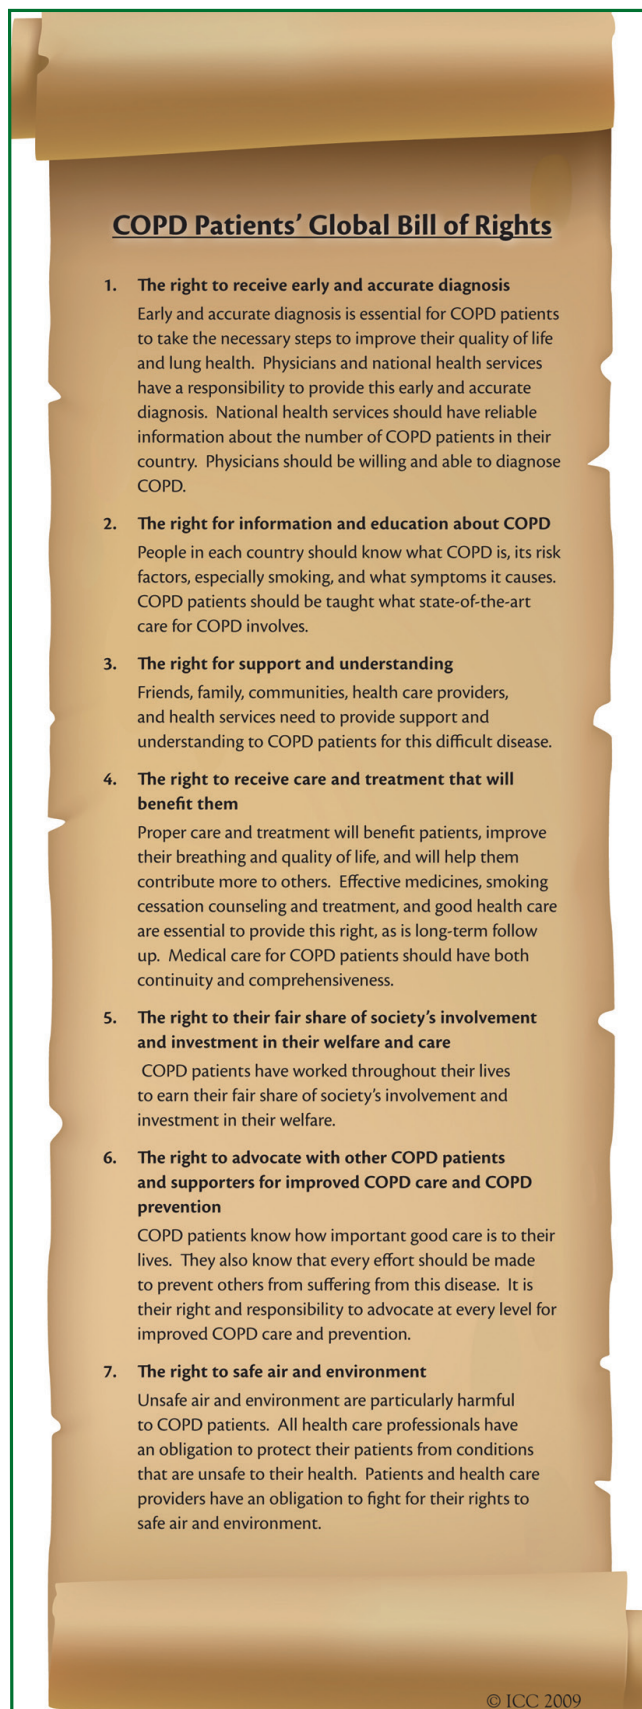 COPD Patients’ Global Bill of Rights
1. The right to receive early and accurate diagnosis
Early and accurate diagnosis is essential for COPD patients
to take the necessary steps to improve their quality of life
and lung health. Physicians and national health services
have a responsibility to provide this early and accurate
diagnosis. National health services should have reliable
information about the number of COPD patients in their
country. Physicians should be willing and able to diagnose
COPD.
2. The right for information and education about COPD
People in each country should know what COPD is, its risk
factors, especially smoking, and what symptoms it causes.
COPD patients should be taught what state-of-the-art
care for COPD involves.
3. The right for support and understanding
Friends, family, communities, health care providers,
and health services need to provide support and
understanding to COPD patients for this difficult disease.
4. The right to receive care and treatment that will
benefit them
Proper care and treatment will benefit patients, improve
their breathing and quality of life, and will help them
contribute more to others. Effective medicines, smoking
cessation counseling and treatment, and good health care
are essential to provide this right, as is long-term follow
up. Medical care for COPD patients should have both
continuity and comprehensiveness.
5. The right to their fair share of society’s involvement
and investment in their welfare and care
COPD patients have worked throughout their lives
to earn their fair share of society’s involvement and
investment in their welfare.
6. The right to advocate with other COPD patients
and supporters for improved COPD care and COPD
prevention
COPD patients know how important good care is to their
lives. They also know that every effort should be made
to prevent others from suffering from this disease. It is
their right and responsibility to advocate at every level for
improved COPD care and prevention.
7. The right to safe air and environment
Unsafe air and environment are particularly harmful
to COPD patients. All health care professionals have
an obligation to protect their patients from conditions
that are unsafe to their health. Patients and health care
providers have an obligation to fight for their rights to
safe air and environment.
© ICC 2009